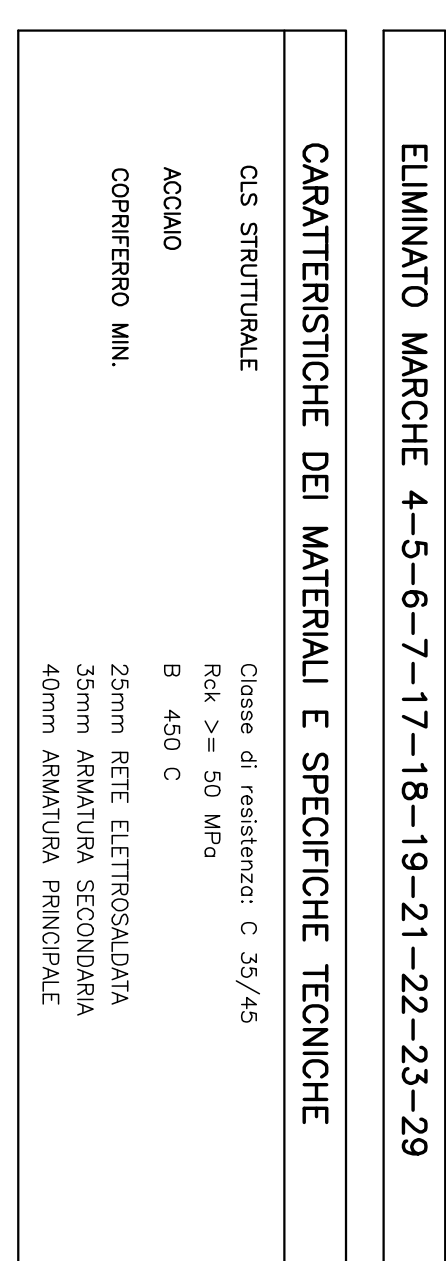 ELIMINATO MARCHE 4-5-6-7-17-18-19-21-22-23-29
CARATTERISTICHE DEI MATERIALI E SPECIFICHE TECNICHE
CLS STRUTTURALE Classe di resistenza: C 35/45
Rck >= 50 MPa
ACCIAIO B 450 C
COPRIFERRO MIN. 25mm RETE ELETTROSALDATA
35mm ARMATURA SECONDARIA
40mm ARMATURA PRINCIPALE